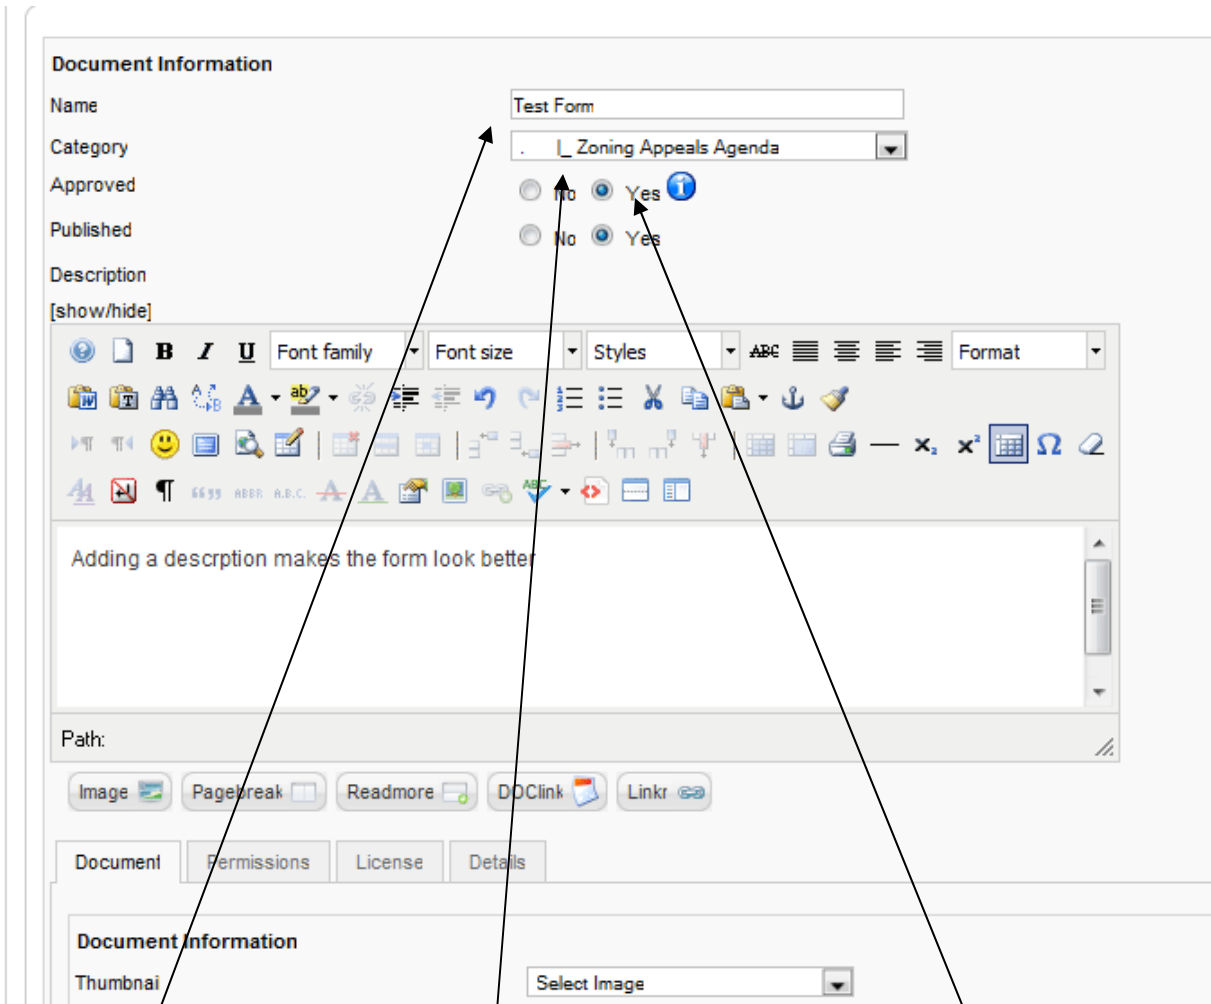 Document Information
Name Test Form
Category . |_ Zoning Appeals Agenda
Approved No Yes
Published No Yes
Description
[show/hide]
B I U Font family Font size Styles ABC Format
Adding a descrption makes the form look better
Path:
Image Pagebreak Readmore DOClink Linkr
Document Permissions License Details
Document Information
Thumbnai Select Image